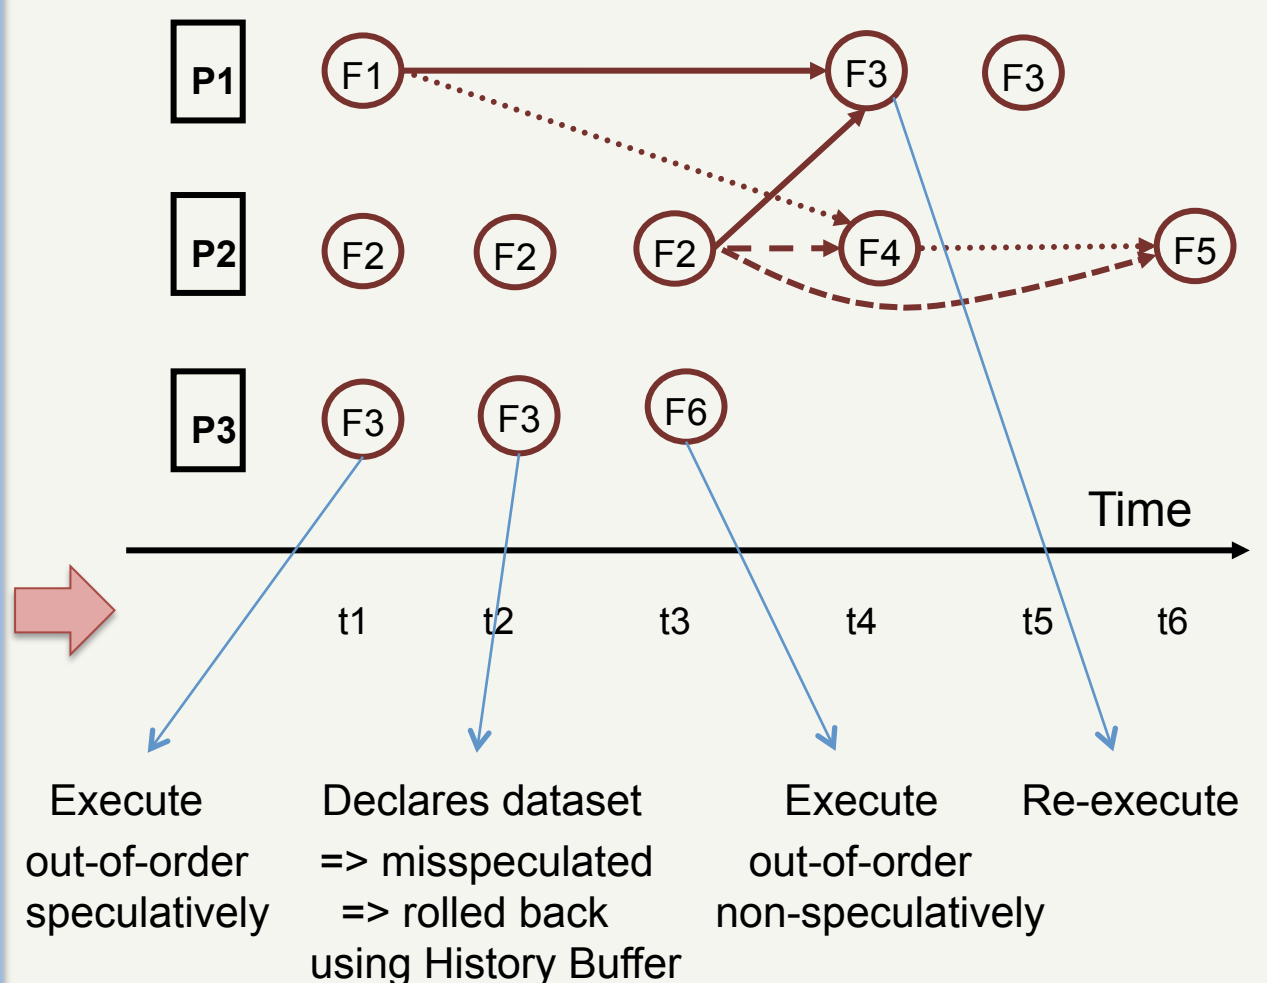 P1 F1 F3 F3
P2 F2 F2 F2 F4 F5
P3 F3 F3 F6
Time
t1 t2 t3 t4 t5 t6
Execute
out-of-order
speculatively
Declares dataset
=> misspeculated
=> rolled back
using History Buffer
Execute
out-of-order
non-speculatively
Re-execute